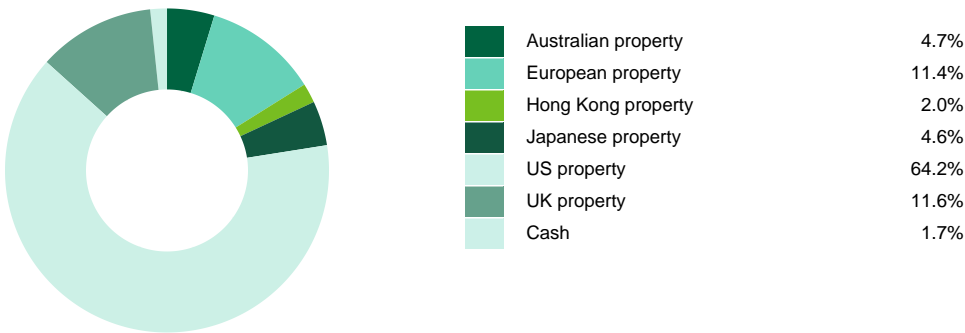 Australian property 4.7%
European property 11.4%
Hong Kong property 2.0%
Japanese property 4.6%
US property 64.2%
UK property 11.6%
Cash 1.7%